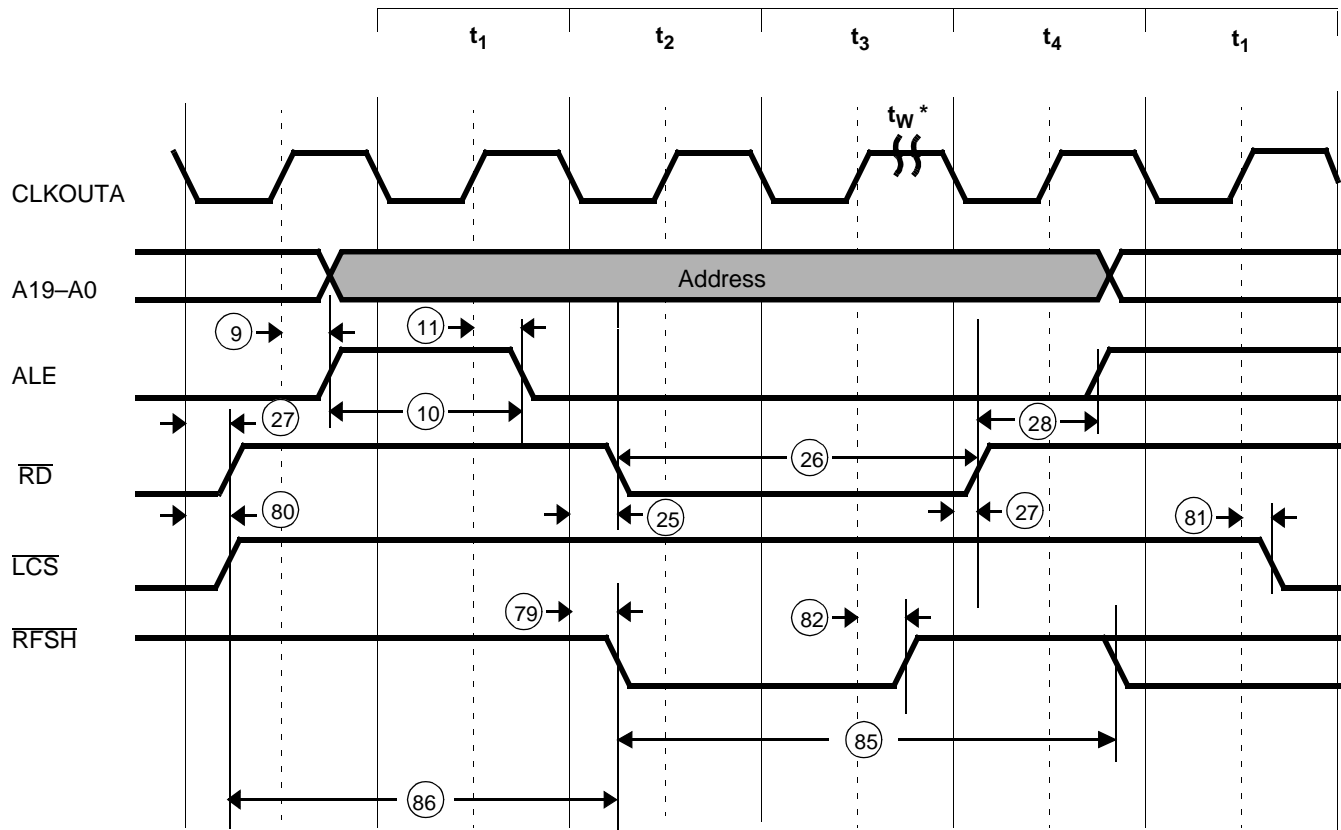 t1 t2 t3 t4 t1
tW *
CLKOUTA
A19–A0 Address
9 11
ALE
27 10 28
RD 26
80 25 27 81
LCS
79 82
RFSH
85
86